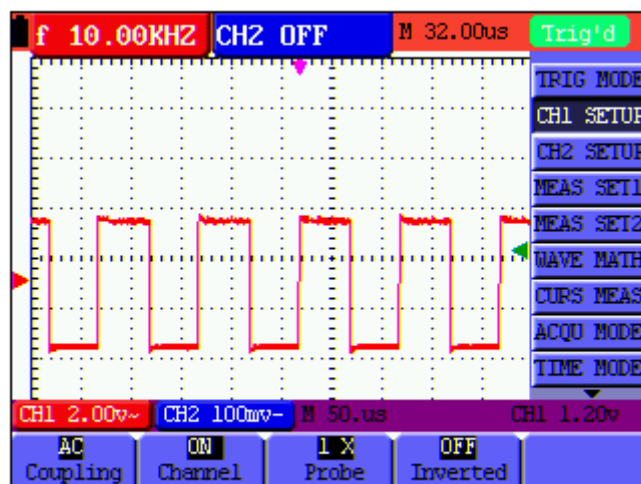 f 10.00KHZ CH2 OFF M 32.00us Trig'd
TRIG MODE
CH1 SETUP
CH2 SETUP
MEAS SET1
MEAS SET2
WAVE MATH
CURS MEAS
ACQU MODE
TIME MODE
CH1 2.00v~ CH2 100mv- M 50.us CH1 1.20v
AC ON 1 X OFF
Coupling Channel Probe Inverted